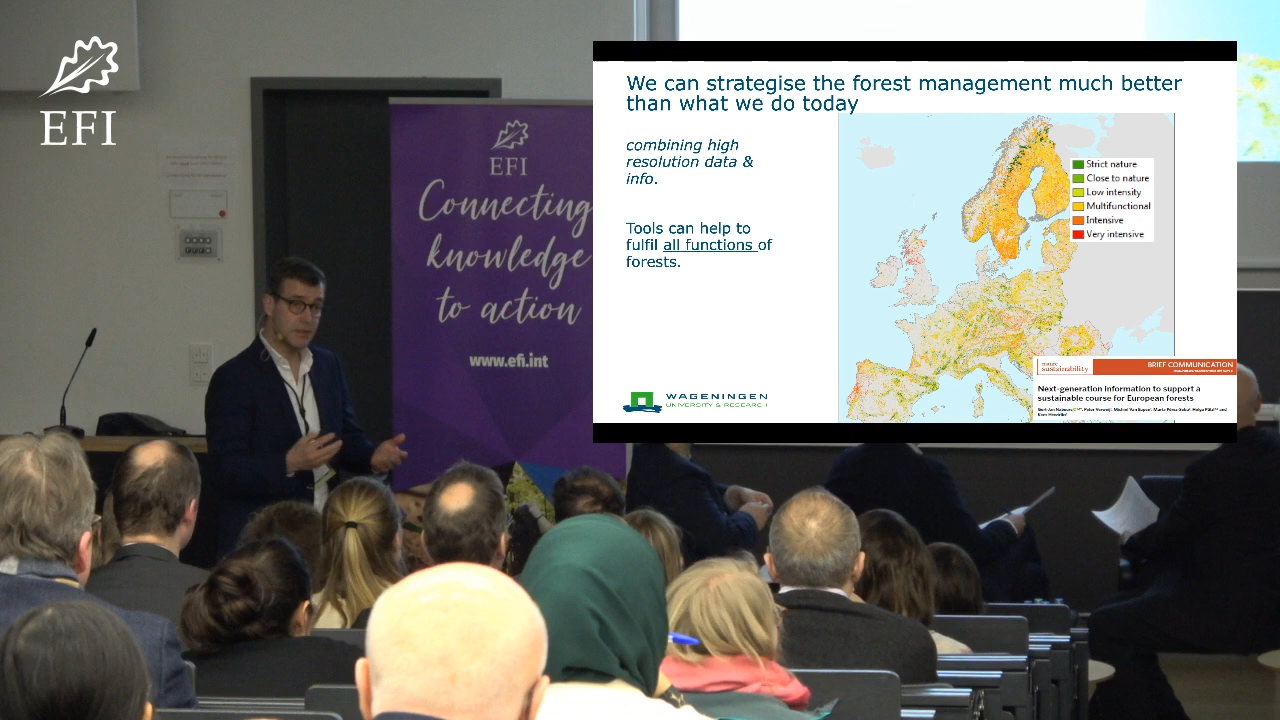 EFI
EFI
Connecting
knowledge
to action
www.efi.int
We can strategise the forest management much better
than what we do today
combining high
resolution data &
info.
Tools can help to
fulfil all functions of
forests.
Strict nature
Close to nature
Low intensity
Multifunctional
Intensive
Very intensive
nature
sustainability
BRIEF COMMUNICATION
Next-generation information to support a
sustainable course for European forests
WAGENINGEN
UNIVERSITY & RESEARCH